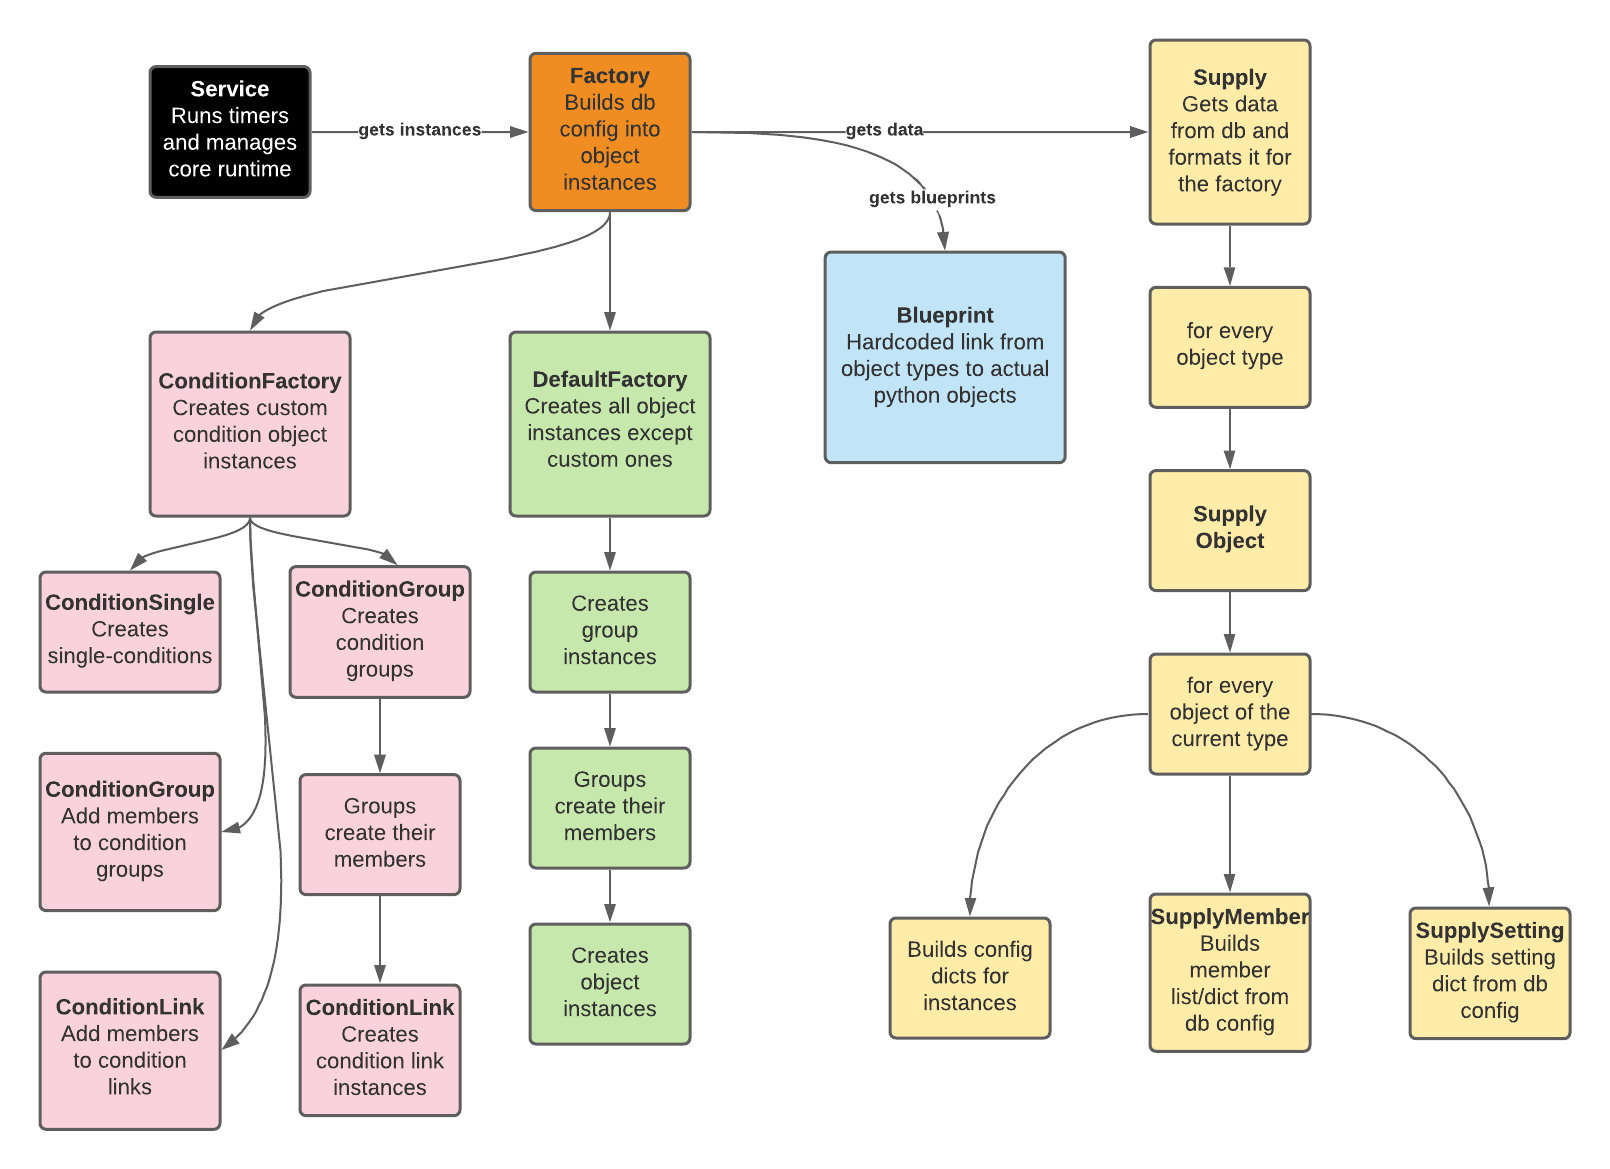 Service
Runs timers
and manages
core runtime
gets instances
Factory
Builds db
config into
object
instances
gets data
gets blueprints
Supply
Gets data
from db and
formats it for
the factory
Blueprint
Hardcoded link from
object types to actual
python objects
for every
object type
ConditionFactory
Creates custom
condition object
instances
DefaultFactory
Creates all object
instances except
custom ones
Supply
Object
ConditionSingle
Creates
single-conditions
ConditionGroup
Creates
condition
groups
Creates
group
instances
for every
object of the
current type
ConditionGroup
Add members
to condition
groups
Groups
create their
members
Groups
create their
members
ConditionLink
Add members
to condition
links
ConditionLink
Creates
condition link
instances
Creates
object
instances
Builds config
dicts for
instances
SupplyMember
Builds
member
list/dict from
db config
SupplySetting
Builds setting
dict from db
config